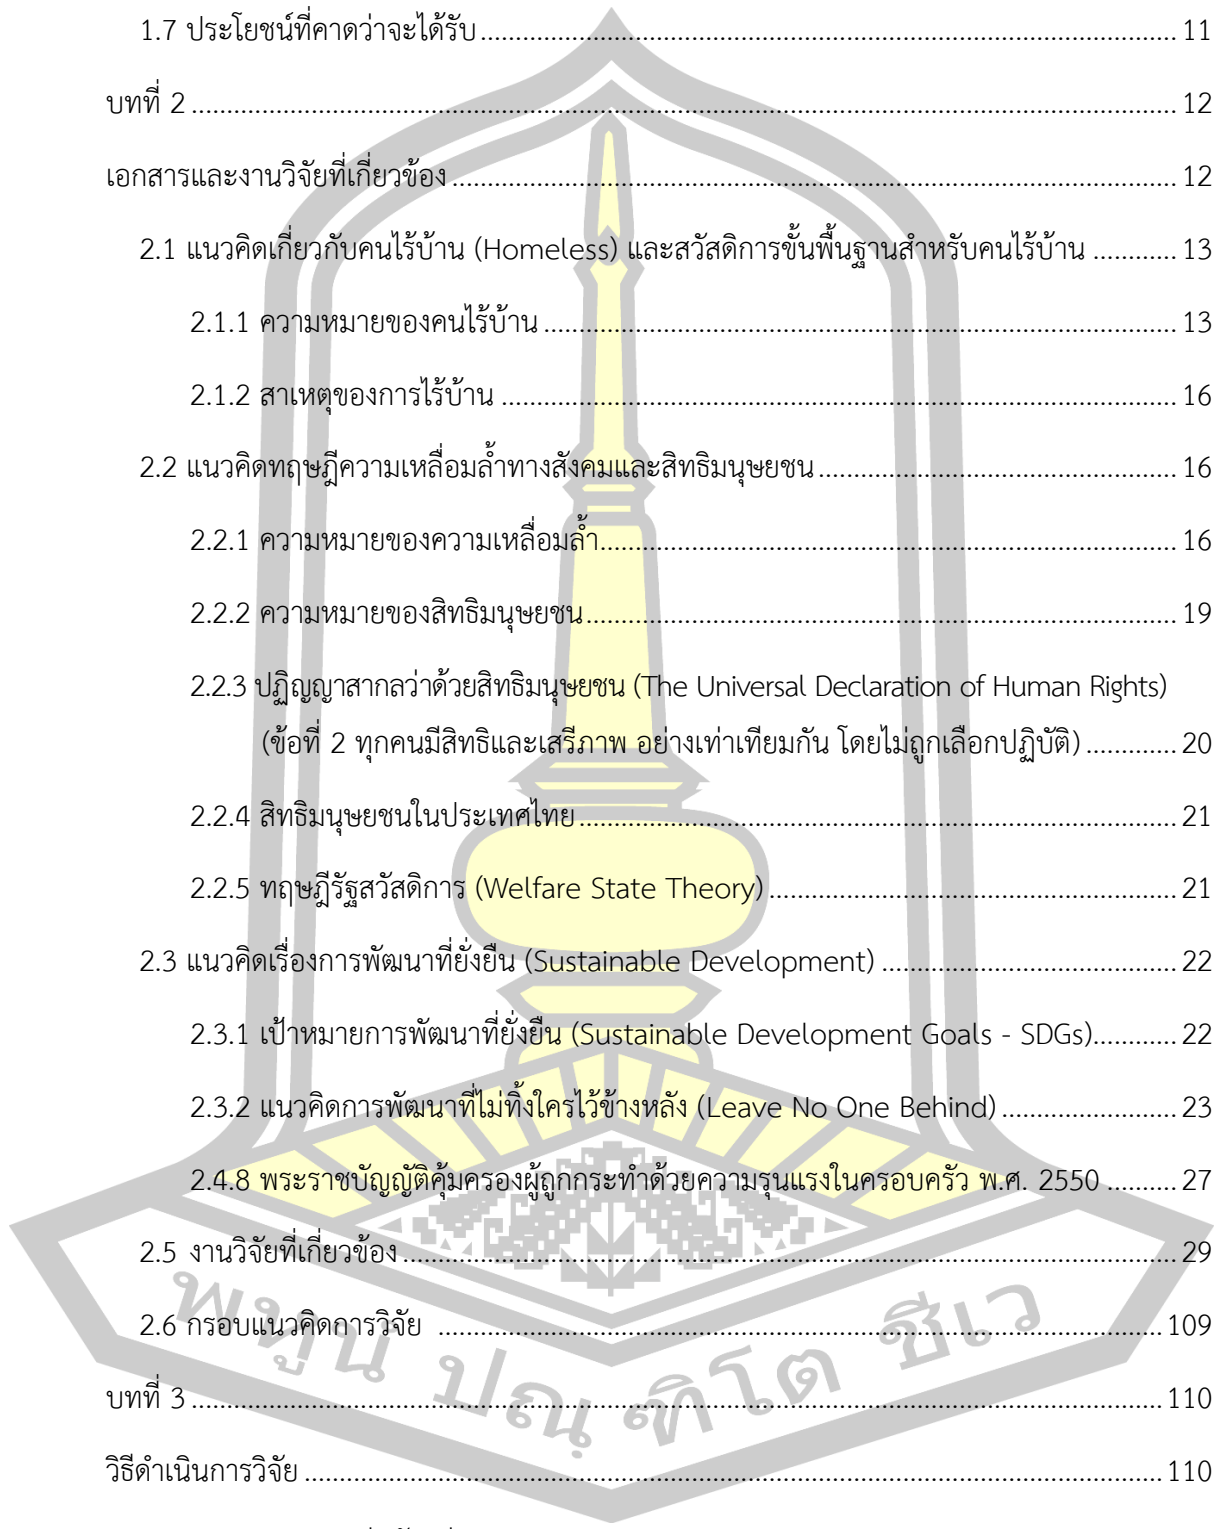 1.7 ประโยชน์ที่คาดว่าจะได้รับ 11
บทที่ 2 12
เอกสารและงานวิจัยที่เกี่ยวข้อง 12
2.1 แนวคิดเกี่ยวกับคนไร้บ้าน (Homeless) และสวัสดิการขั้นพื้นฐานสำหรับคนไร้บ้าน 13
2.1.1 ความหมายของคนไร้บ้าน 13
2.1.2 สาเหตุของการไร้บ้าน 16
2.2 แนวคิดทฤษฎีความเหลื่อมล้ำทางสังคมและสิทธิมนุษยชน 16
2.2.1 ความหมายของความเหลื่อมล้ำ 16
2.2.2 ความหมายของสิทธิมนุษยชน 19
2.2.3 ปฏิญญาสากลว่าด้วยสิทธิมนุษยชน (The Universal Declaration of Human Rights)
(ข้อที่ 2 ทุกคนมีสิทธิและเสรีภาพ อย่างเท่าเทียมกัน โดยไม่ถูกเลือกปฏิบัติ) 20
2.2.4 สิทธิมนุษยชนในประเทศไทย 21
2.2.5 ทฤษฎีรัฐสวัสดิการ (Welfare State Theory) 21
2.3 แนวคิดเรื่องการพัฒนาที่ยั่งยืน (Sustainable Development) 22
2.3.1 เป้าหมายการพัฒนาที่ยั่งยืน (Sustainable Development Goals - SDGs) 22
2.3.2 แนวคิดการพัฒนาที่ไม่ทิ้งใครไว้ข้างหลัง (Leave No One Behind) 23
2.4.8 พระราชบัญญัติคุ้มครองผู้ถูกกระทำด้วยความรุนแรงในครอบครัว พ.ศ. 2550 27
2.5 งานวิจัยที่เกี่ยวข้อง 29
2.6 กรอบแนวคิดการวิจัย 109
บทที่ 3 110
วิธีดำเนินการวิจัย 110
พหูน ปณฺฑิโต ชีเว